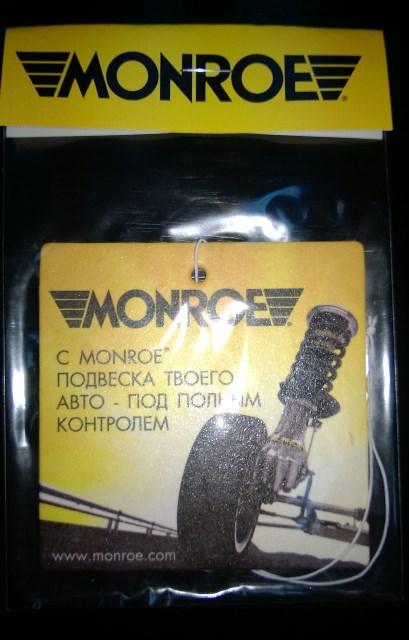 MONROE®
MONROE®
С MONROE®
ПОДВЕСКА ТВОЕГО
АВТО - ПОД ПОЛНЫМ
КОНТРОЛЕМ
www.monroe.com